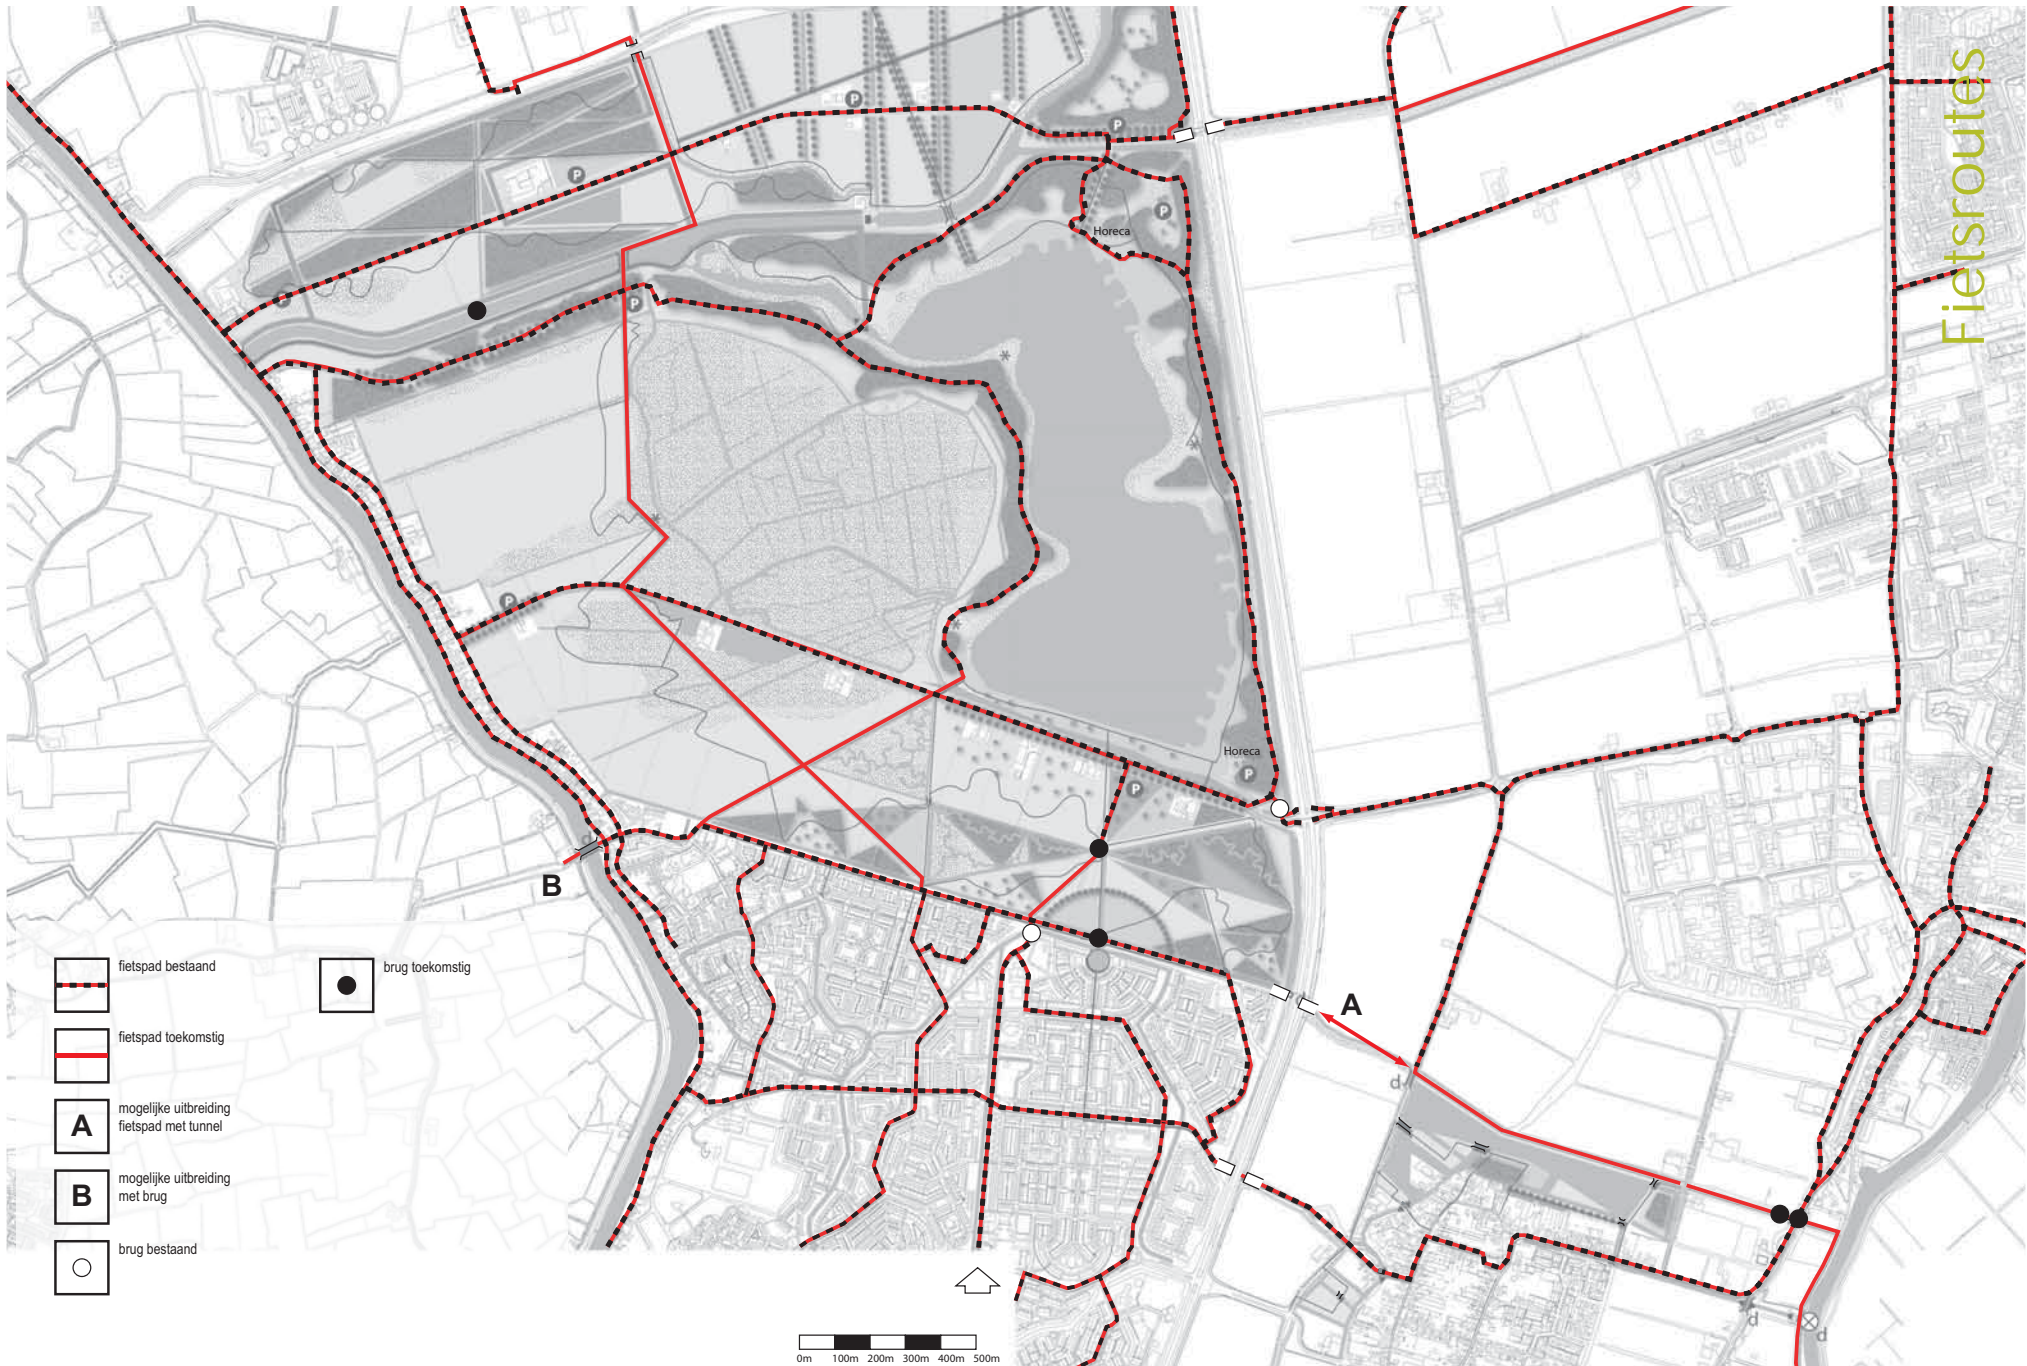 Fietsroutes
P
P
P
P
P
P
Horeca
P
P
Horeca
P
P
B
A
d
d
d
fietspad bestaand
brug toekomstig
fietspad toekomstig
A
mogelijke uitbreiding
fietspad met tunnel
B
mogelijke uitbreiding
met brug
brug bestaand
0m 100m 200m 300m 400m 500m